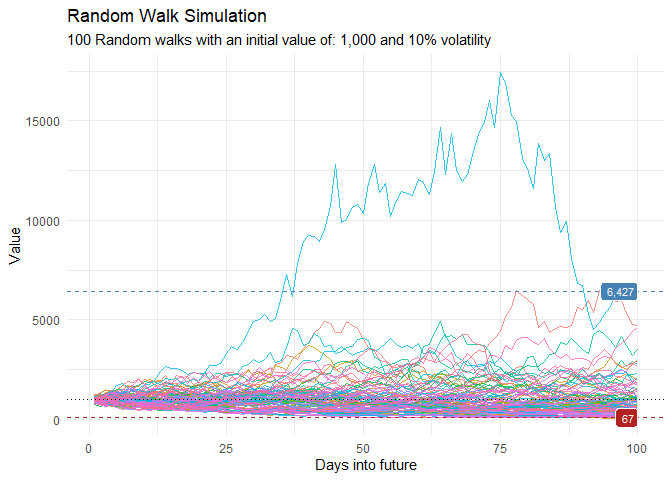 Random Walk Simulation
100 Random walks with an initial value of: 1,000 and 10% volatility
15000
10000
5000
0
Value
6,427
67
0
25
50
75
100
Days into future